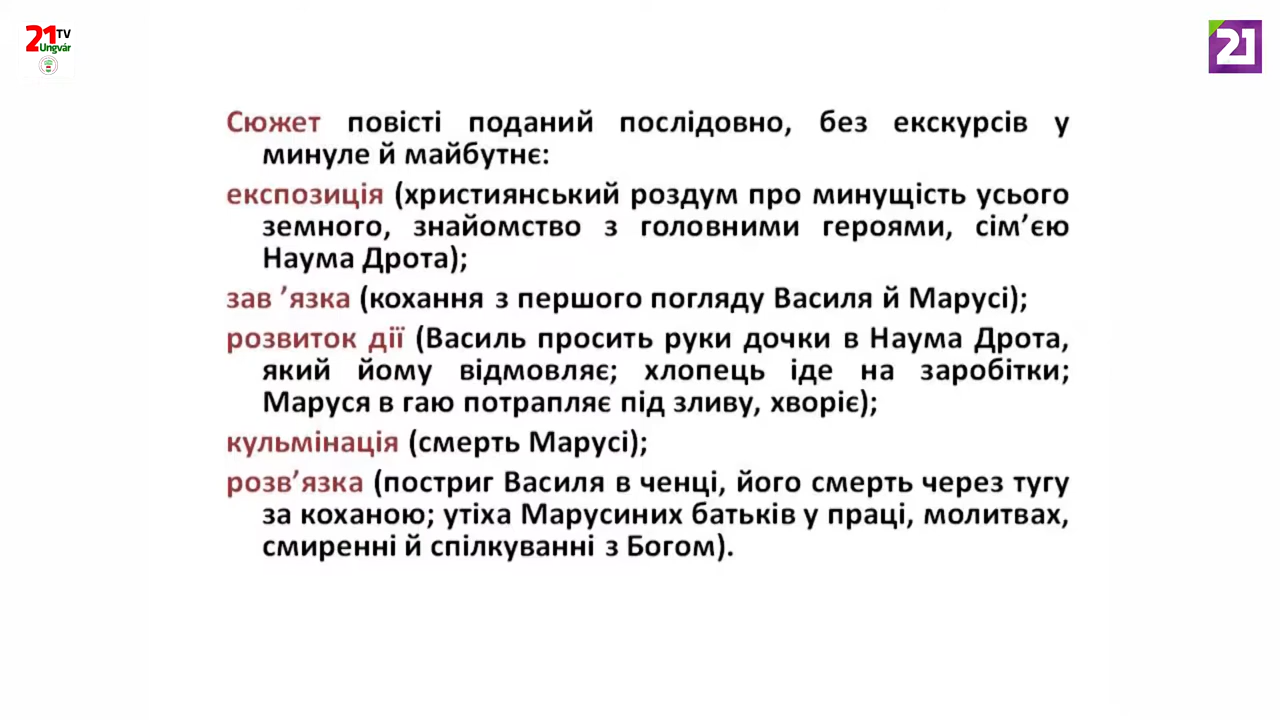 21 TV
Ungvár
21
Сюжет повісті поданий послідовно, без екскурсів у
минуле й майбутнє:
експозиція (християнський роздум про минущість усього
земного, знайомство з головними героями, сім’єю
Наума Дрота);
зав ’язка (кохання з першого погляду Василя й Марусі);
розвиток дії (Василь просить руки дочки в Наума Дрота,
який йому відмовляє; хлопець іде на заробітки;
Маруся в гаю потрапляє під зливу, хворіє);
кульмінація (смерть Марусі);
розв’язка (постриг Василя в ченці, його смерть через тугу
за коханою; утіха Марусиних батьків у праці, молитвах,
смиренні й спілкуванні з Богом).